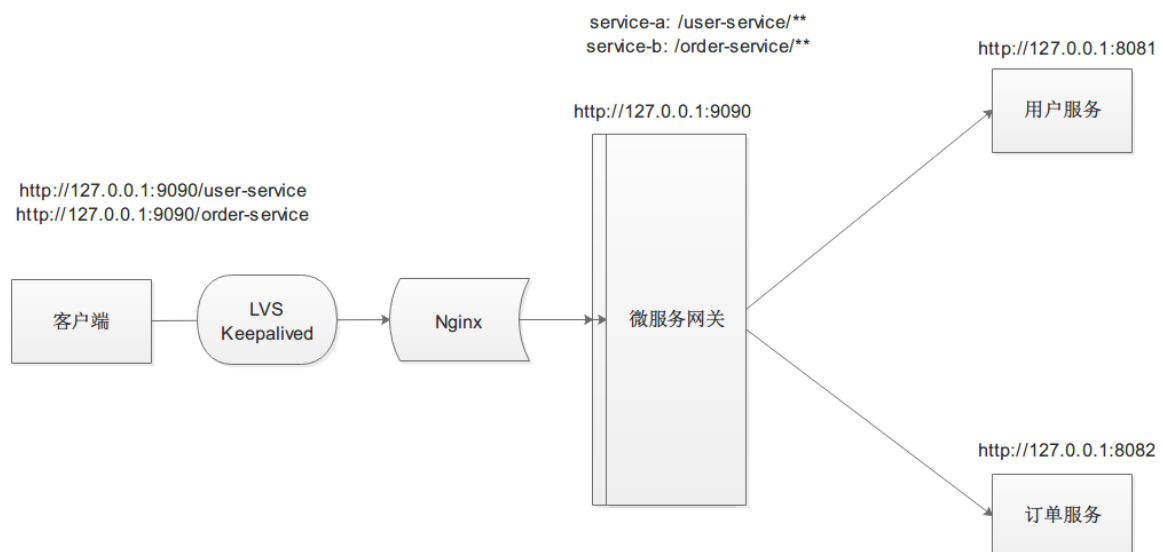 service-a: /user-service/**
service-b: /order-service/**
http://127.0.0.1:8081
用户服务
http://127.0.0.1:9090
http://127.0.0.1:9090/user-service
http://127.0.0.1:9090/order-service
客户端
LVS
Keepalived
Nginx
微服务网关
http://127.0.0.1:8082
订单服务